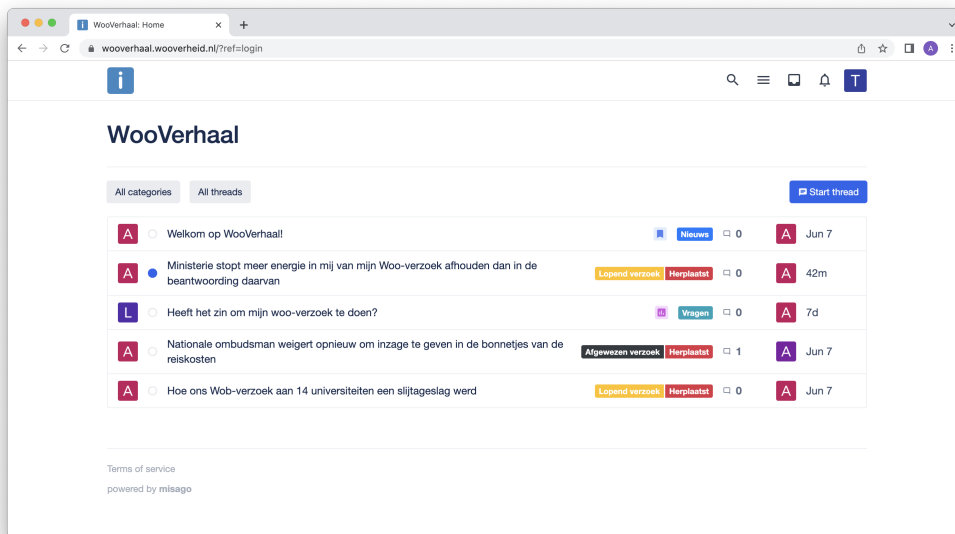 WooVerhaal: Home
wooverhaal.wooverheid.nl/?ref=login
A
i
T
WooVerhaal
All categories
All threads
Start thread
A Welkom op WooVerhaal! Nieuws 0 A Jun 7
A Ministerie stopt meer energie in mij van mijn Woo-verzoek afhouden dan in de
beantwoording daarvan Lopend verzoek Herplaatst 0 A 42m
L Heeft het zin om mijn woo-verzoek te doen? Vragen 0 A 7d
A Nationale ombudsman weigert opnieuw om inzage te geven in de bonnetjes van de
reiskosten Afgewezen verzoek Herplaatst 1 A Jun 7
A Hoe ons Wob-verzoek aan 14 universiteiten een slijtageslag werd Lopend verzoek Herplaatst 0 A Jun 7
Terms of service
powered by misago